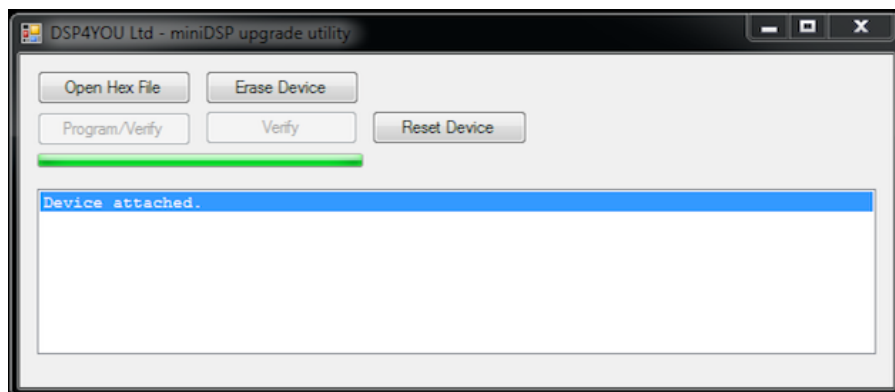 DSP4YOU Ltd - miniDSP upgrade utility
Open Hex File Erase Device
Program/Verify Verify Reset Device
Device attached.